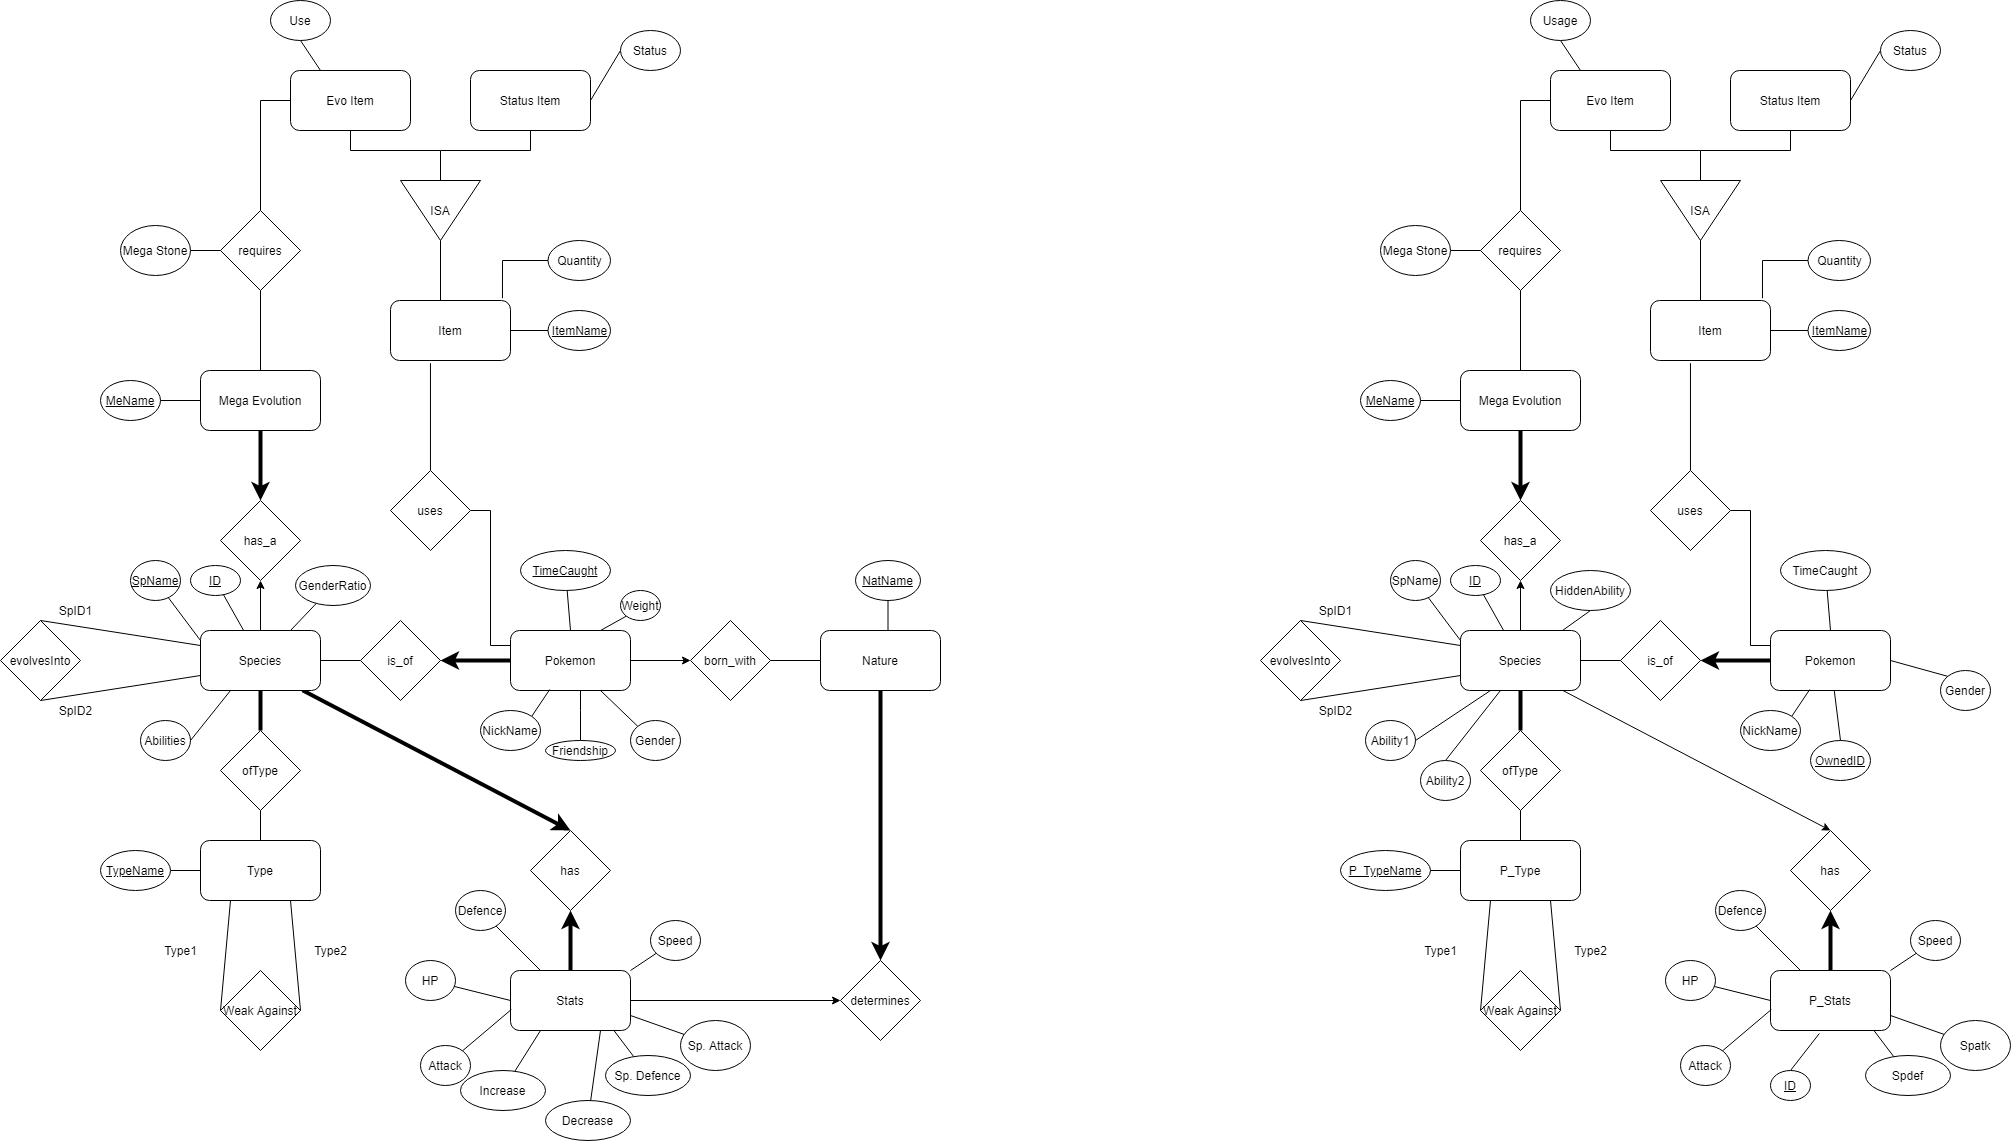 Use
Status
Evo Item
Status Item
ISA
Mega Stone
requires
Quantity
Item
ItemName
MeName
Mega Evolution
uses
has_a
SpName
ID
GenderRatio
TimeCaught
Weight
NatName
SpID1
evolvesInto
Species
is_of
Pokemon
born_with
Nature
SpID2
Abilities
NickName
Friendship
Gender
ofType
TypeName
Type
has
Defence
Speed
Type1
Type2
HP
Weak Against
Stats
determines
Attack
Increase
Decrease
Sp. Defence
Sp. Attack
Usage
Status
Evo Item
Status Item
ISA
Mega Stone
requires
Quantity
Item
ItemName
MeName
Mega Evolution
uses
has_a
SpName
ID
HiddenAbility
TimeCaught
SpID1
evolvesInto
Species
is_of
Pokemon
Gender
SpID2
Ability1
Ability2
NickName
OwnedID
ofType
P_TypeName
P_Type
has
Defence
Speed
Type1
Type2
HP
Weak Against
P_Stats
Attack
ID
Spdef
Spatk